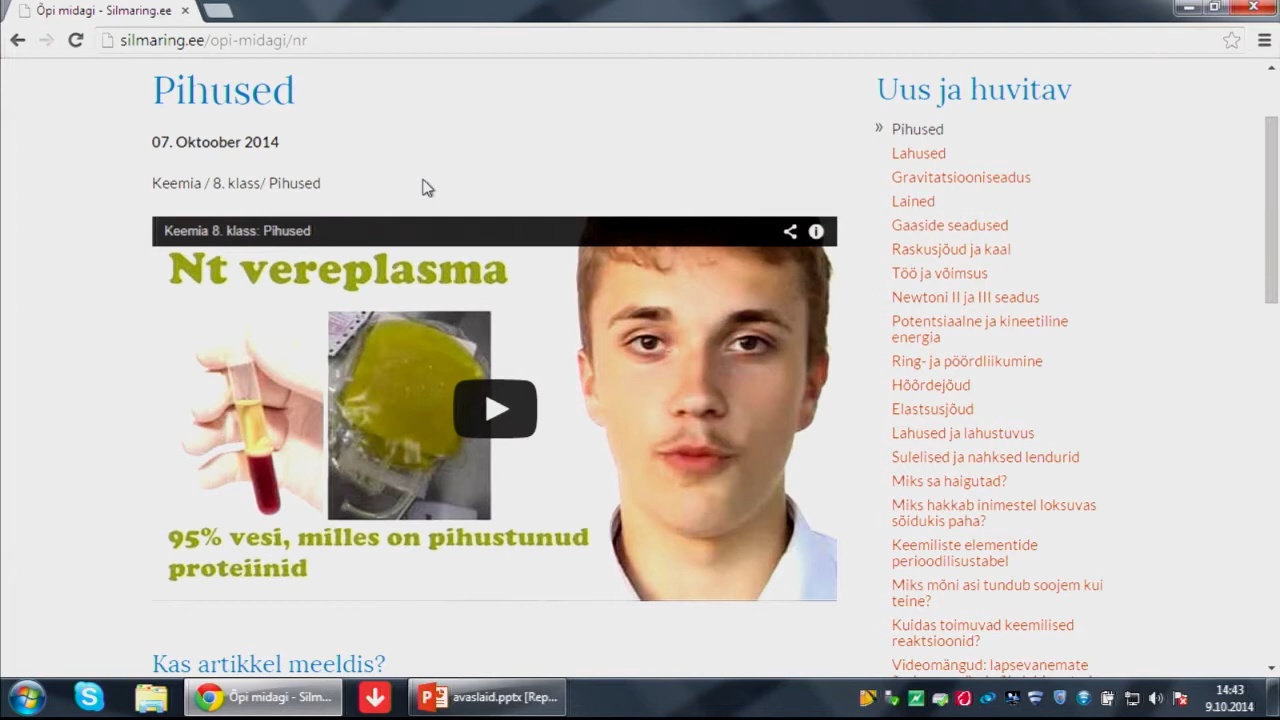 Õpi midagi - Silmaring.ee
silmaring.ee/opi-midagi/nr
Pihused
07. Oktoober 2014
Keemia / 8. klass/ Pihused
Keemia 8. klass: Pihused
Nt vereplasma
95% vesi, milles on pihustunud
proteiinid
Kas artikkel meeldis?
Uus ja huvitav
» Pihused
Lahused
Gravitatsiooniseadus
Lained
Gaaside seadused
Raskusjõud ja kaal
Töö ja võimsus
Newtoni II ja III seadus
Potentsiaalne ja kineetiline
energia
Ring- ja pöördliikumine
Hõõrdejõud
Elastsusjõud
Lahused ja lahustuvus
Sulelised ja nahksed lendurid
Miks sa haigutad?
Miks hakkab inimestel loksuvas
sõidukis paha?
Keemiliste elementide
perioodilisustabel
Miks mõni asi tundub soojem kui
teine?
Kuidas toimuvad keemilised
reaktsioonid?
Videomängud: lapsevanemate
Õpi midagi - Silm...
avaslaid.pptx [Rep...
14:43
9.10.2014